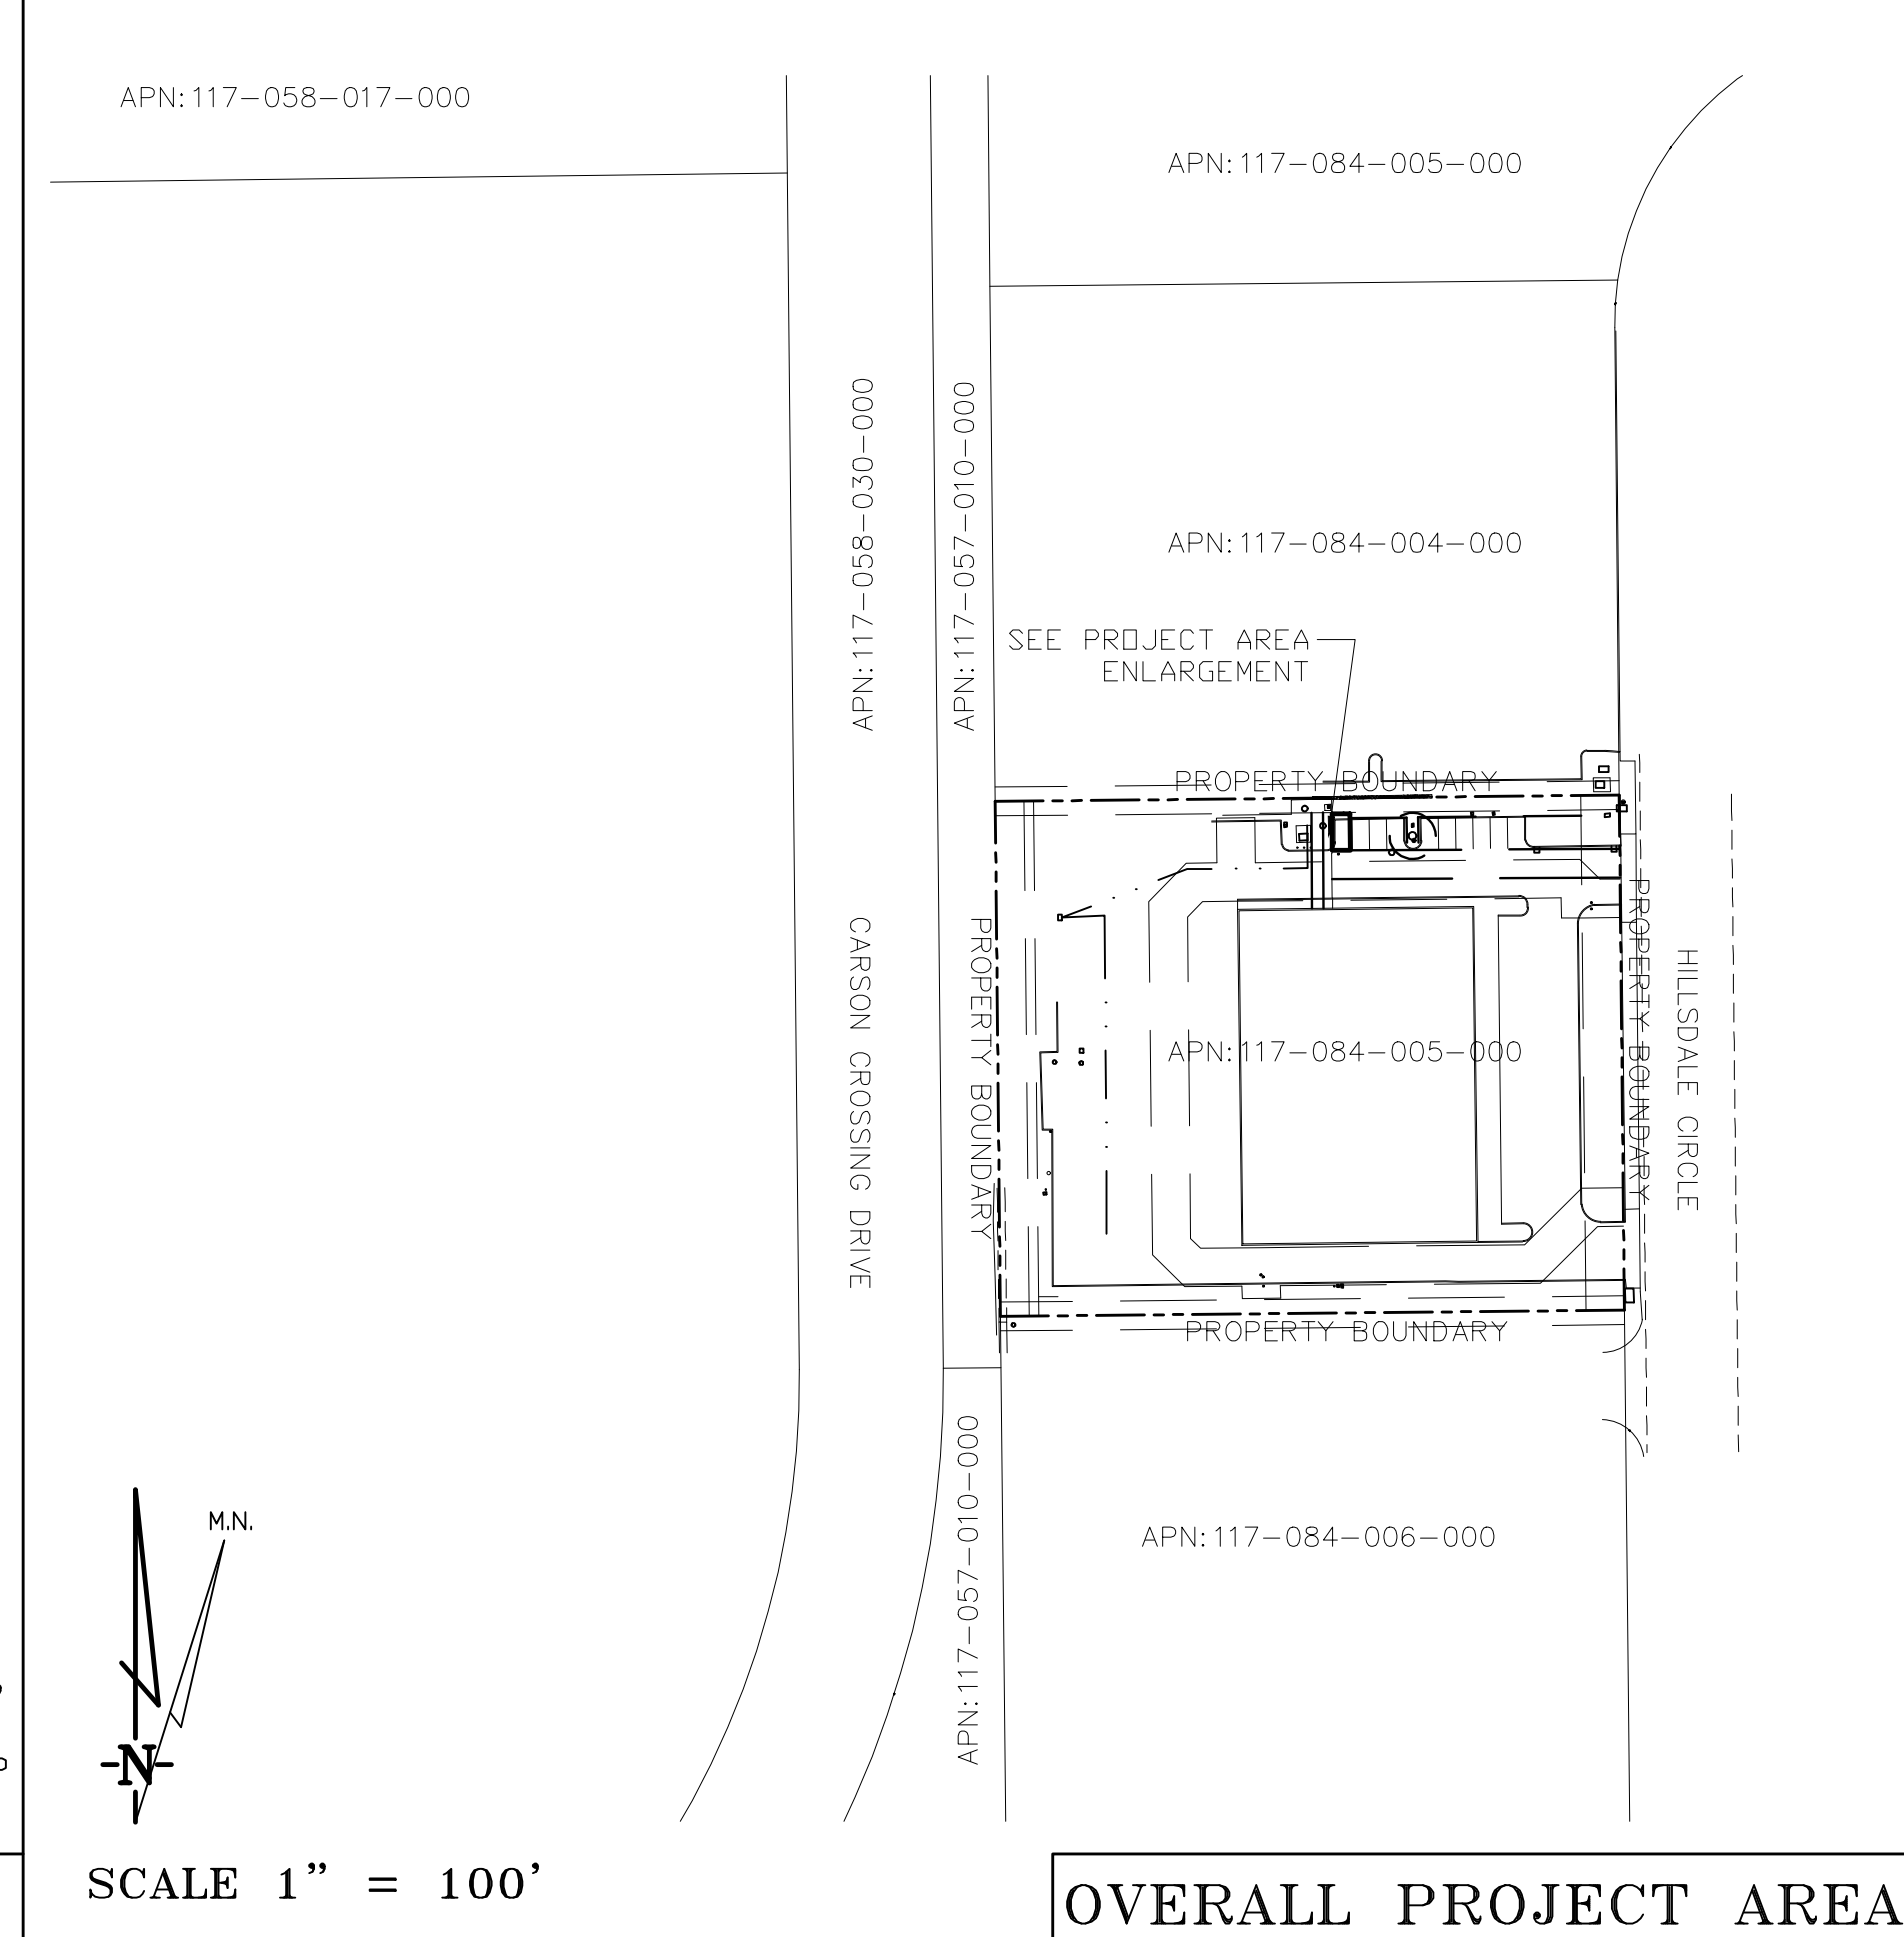 APN:117-058-017-000
APN:117-084-005-000
APN:117-058-030-000
APN:117-057-010-000
APN:117-084-004-000
SEE PROJECT AREA
ENLARGEMENT
PROPERTY BOUNDARY
CARSON CROSSING DRIVE
PROPERTY BOUNDARY
APN:117-084-005-000
PROPERTY BOUNDARY
HILLSDALE CIRCLE
PROPERTY BOUNDARY
APN:117-057-010-000
APN:117-084-006-000
M.N.
N
SCALE 1" = 100'
OVERALL PROJECT AREA